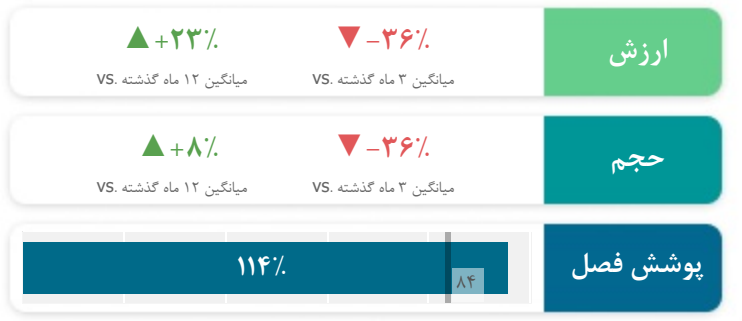 ارزش
▼ −۳۶٪
VS. میانگین ۳ ماه گذشته
▲ +۲۳٪
VS. میانگین ۱۲ ماه گذشته
حجم
▼ −۳۶٪
VS. میانگین ۳ ماه گذشته
▲ +۸٪
VS. میانگین ۱۲ ماه گذشته
پوشش فصل
۱۱۴٪
۸۴